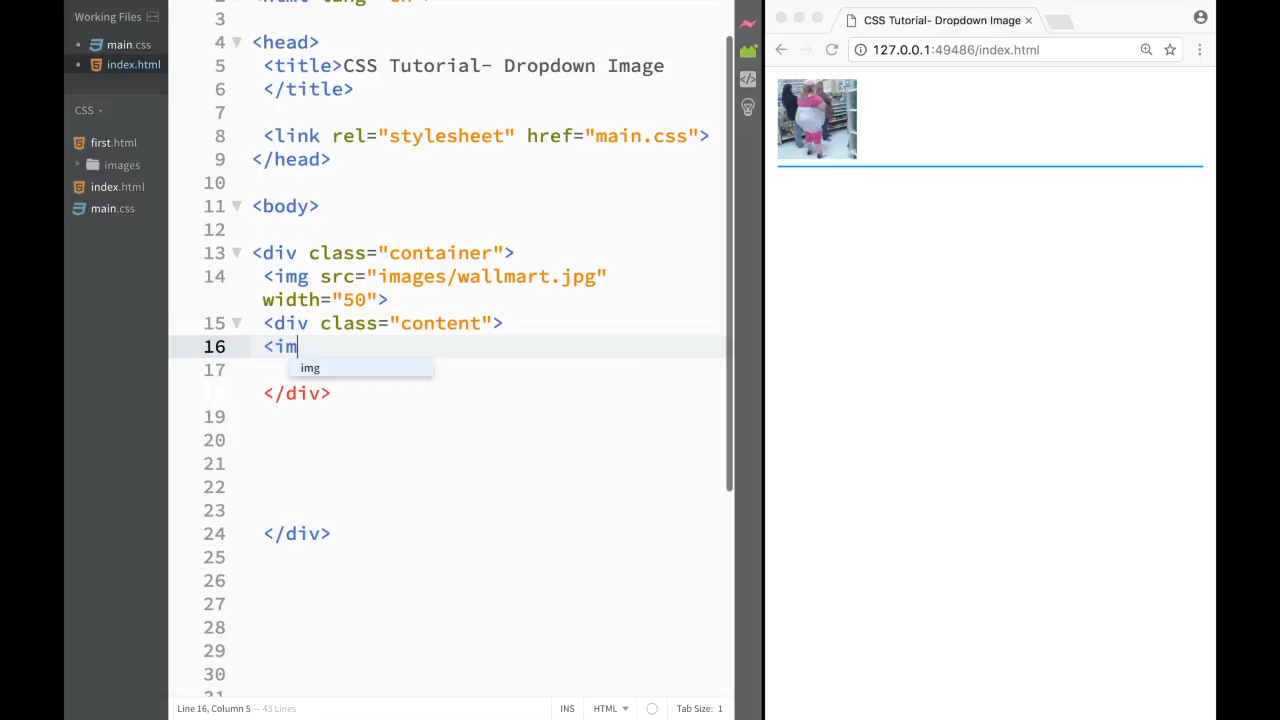 Working Files
main.css
index.html
CSS
first.html
images
index.html
main.css
3
4 <head>
5 <title>CSS Tutorial- Dropdown Image
6 </title>
7
8 <link rel="stylesheet" href="main.css">
9 </head>
10
11 <body>
12
13 <div class="container">
14 <img src="images/wallmart.jpg"
width="50">
15 <div class="content">
16 <im
img
17
18 </div>
19
20
21
22
23
24 </div>
25
26
27
28
29
30
Line 16, Column 5 — 43 Lines
INS
HTML
Tab Size: 1
CSS Tutorial- Dropdown Image
127.0.0.1:49486/index.html